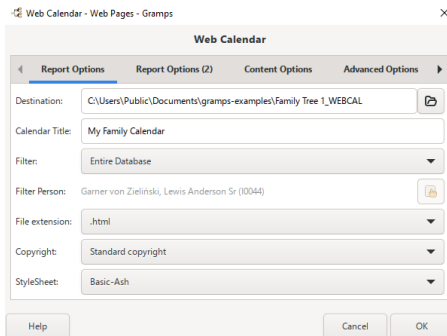 Web Calendar - Web Pages - Gramps
Web Calendar
Report Options Report Options (2) Content Options Advanced Options
Destination: C:\Users\Public\Documents\gramps-examples\Family Tree 1_WEBCAL
Calendar Title: My Family Calendar
Filter: Entire Database
Filter Person: Garner von Zieliński, Lewis Anderson Sr (I0044)
File extension: .html
Copyright: Standard copyright
StyleSheet: Basic-Ash
Help Cancel OK